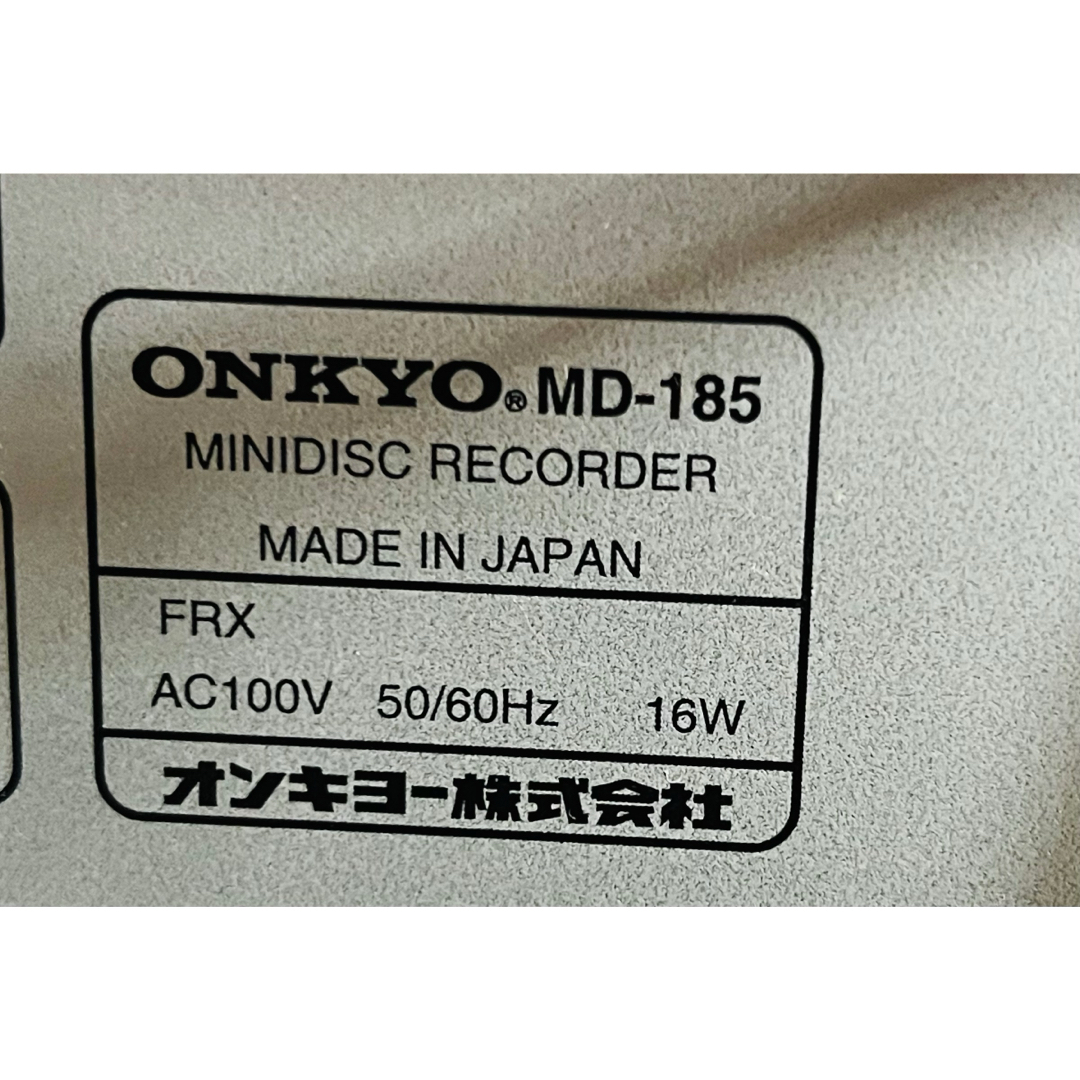 ONKYO® MD-185
MINIDISC RECORDER
MADE IN JAPAN
FRX
AC100V 50/60Hz 16W
オンキヨー株式会社